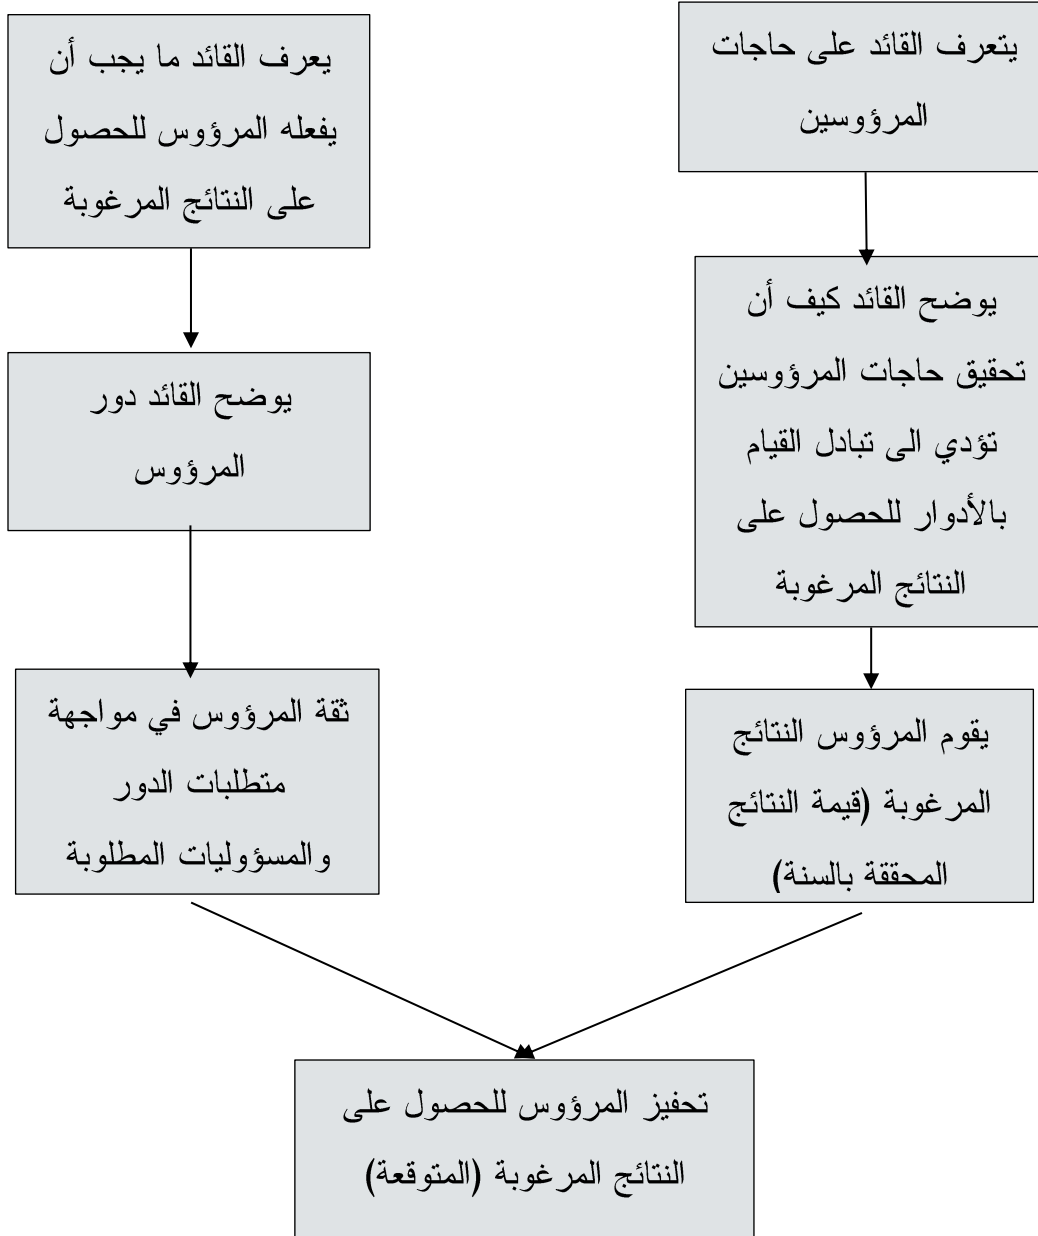 يتعرف القائد على حاجات
المرؤوسين
يوضح القائد كيف أن
تحقيق حاجات المرؤوسين
تؤدي الى تبادل القيام
بالأدوار للحصول على
النتائج المرغوبة
يقوم المرؤوس النتائج
المرغوبة (قيمة النتائج
المحققة بالسنة)
يعرف القائد ما يجب أن
يفعله المرؤوس للحصول
على النتائج المرغوبة
يوضح القائد دور
المرؤوس
ثقة المرؤوس في مواجهة
متطلبات الدور
والمسؤوليات المطلوبة
تحفيز المرؤوس للحصول على
النتائج المرغوبة (المتوقعة)